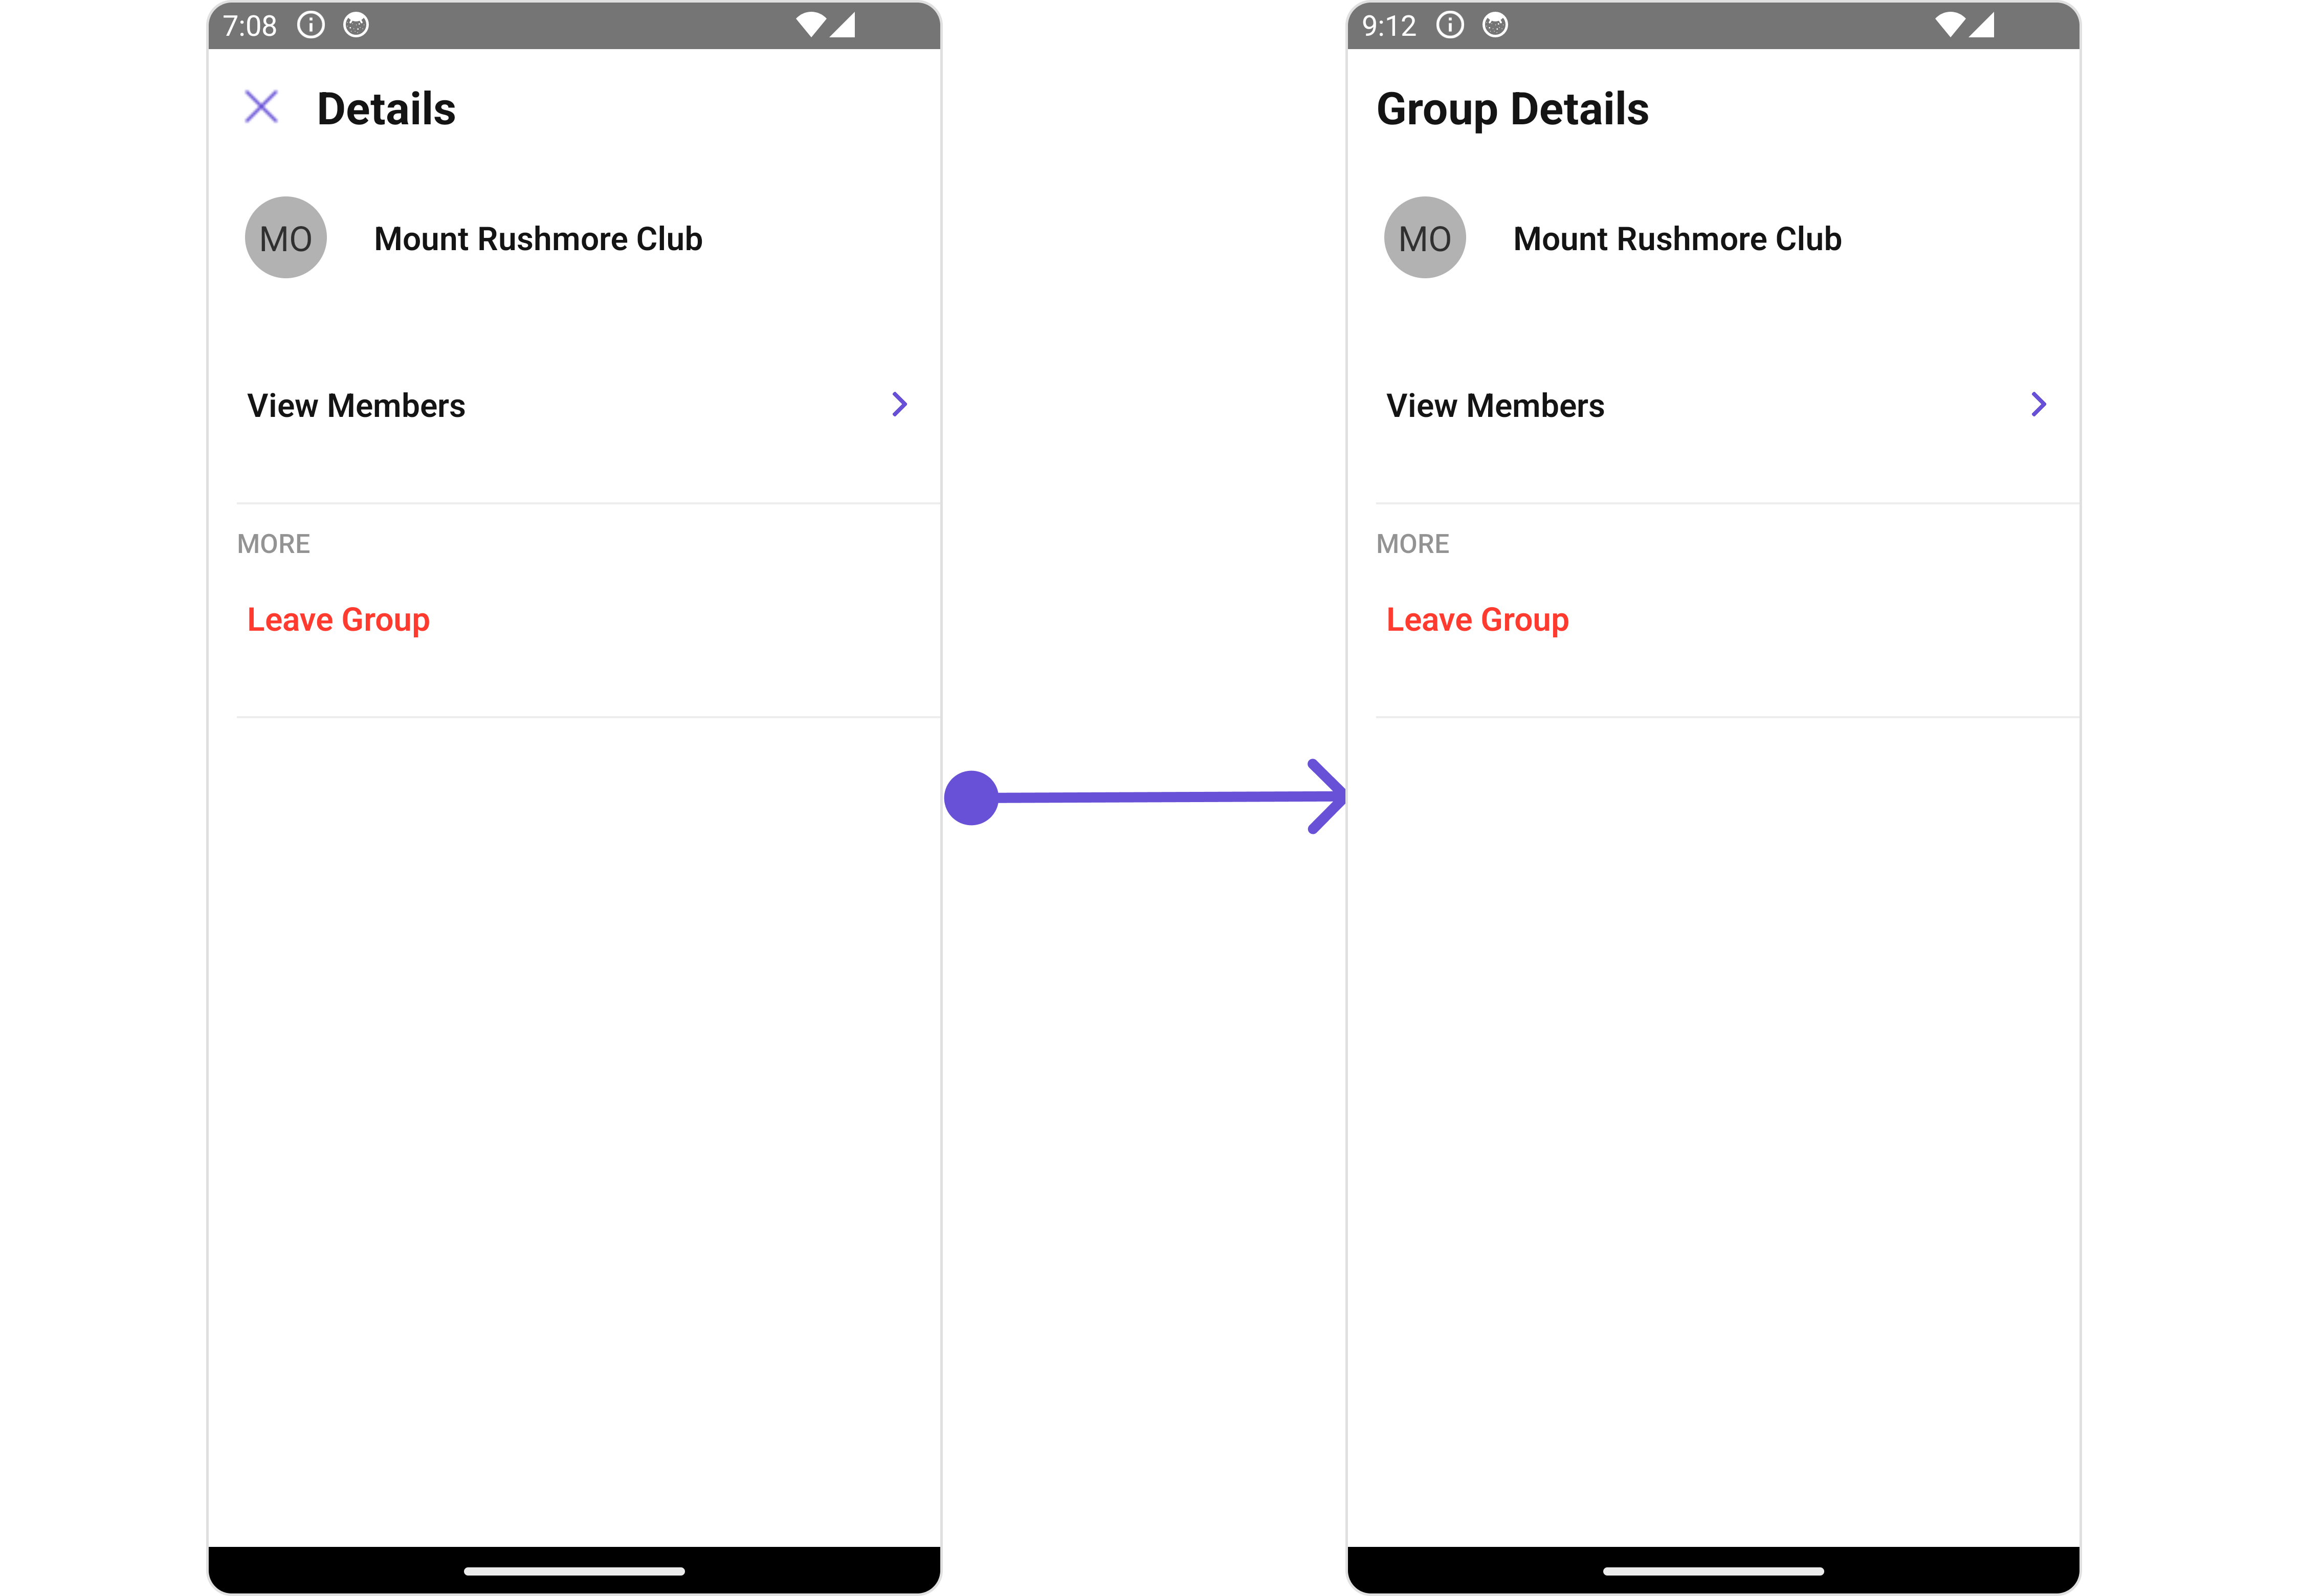 7:08
Details
MO
Mount Rushmore Club
View Members
MORE
Leave Group
9:12
Group Details
MO
Mount Rushmore Club
View Members
MORE
Leave Group